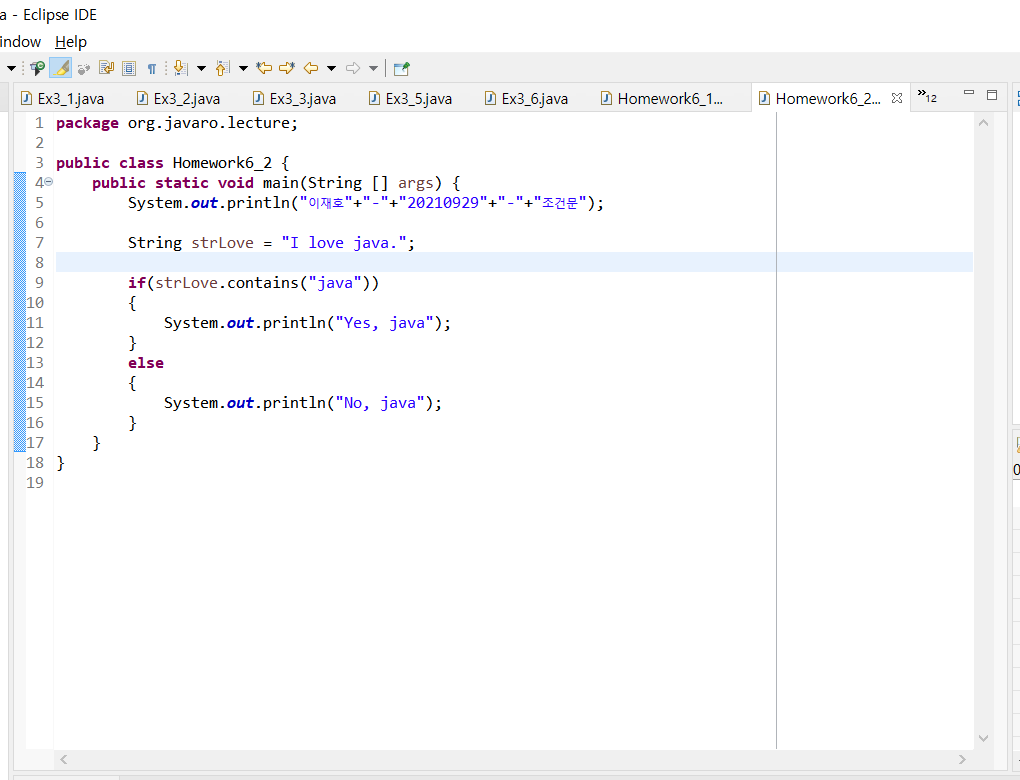 a - Eclipse IDE
indow Help
Ex3_1.java Ex3_2.java Ex3_3.java Ex3_5.java Ex3_6.java Homework6_1... Homework6_2... »12
1 package org.javaro.lecture;
2
3 public class Homework6_2 {
4 public static void main(String [] args) {
5 System.out.println("이재호"+"-"+"20210929"+"-"+"조건문");
6
7 String strLove = "I love java.";
8
9 if(strLove.contains("java"))
10 {
11 System.out.println("Yes, java");
12 }
13 else
14 {
15 System.out.println("No, java");
16 }
17 }
18 }
19